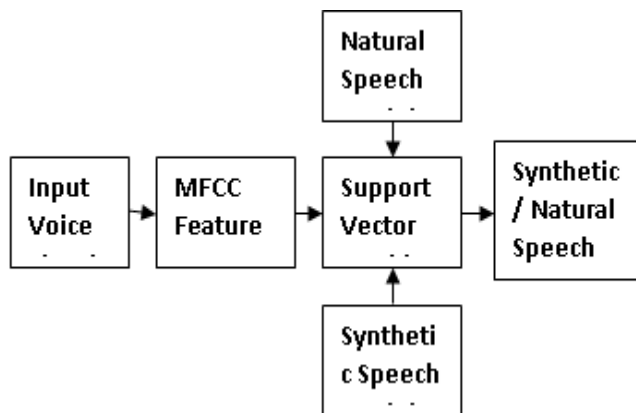 Natural
Speech
Input
Voice
MFCC
Feature
Support
Vector
Synthetic
/ Natural
Speech
Syntheti
c Speech